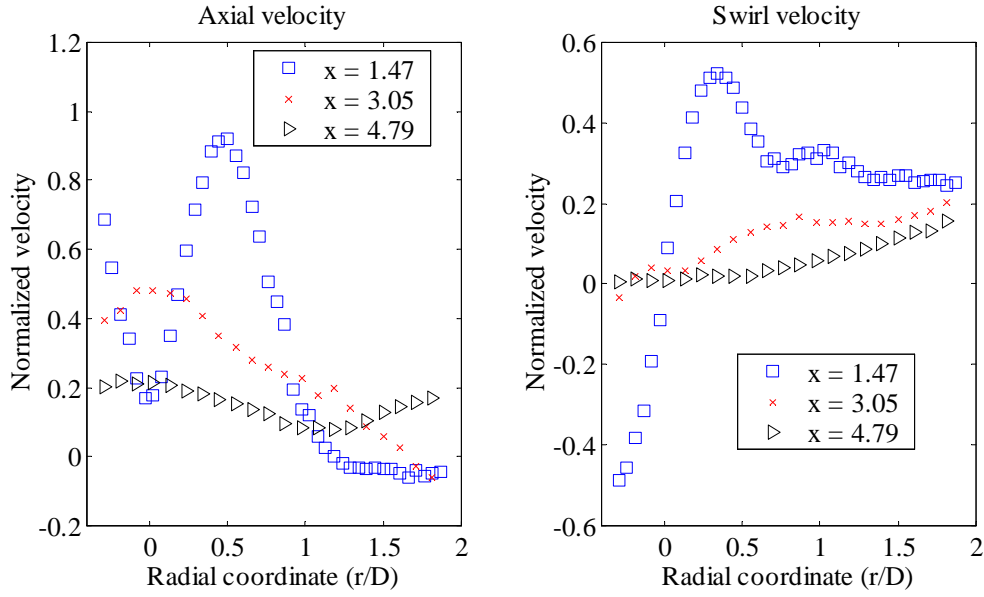 Axial velocity
1.2
1
0.8
0.6
0.4
0.2
0
-0.2
Normalized velocity
x = 1.47
x = 3.05
x = 4.79
0
0.5
1
1.5
2
Radial coordinate (r/D)
Swirl velocity
0.6
0.4
0.2
0
-0.2
-0.4
-0.6
Normalized velocity
x = 1.47
x = 3.05
x = 4.79
0
0.5
1
1.5
2
Radial coordinate (r/D)